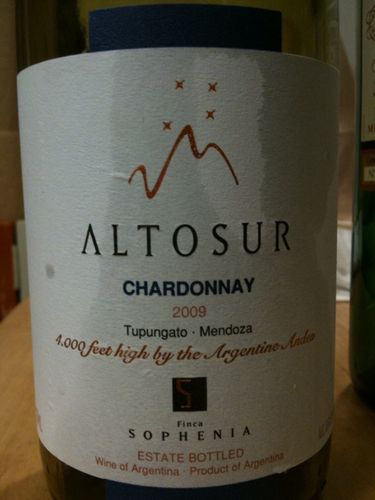 ALTOSUR
CHARDONNAY
2009
Tupungato · Mendoza
4.000 feet high by the Argentine Andes
Finca
SOPHENIA
ESTATE BOTTLED
Wine of Argentina · Product of Argentina